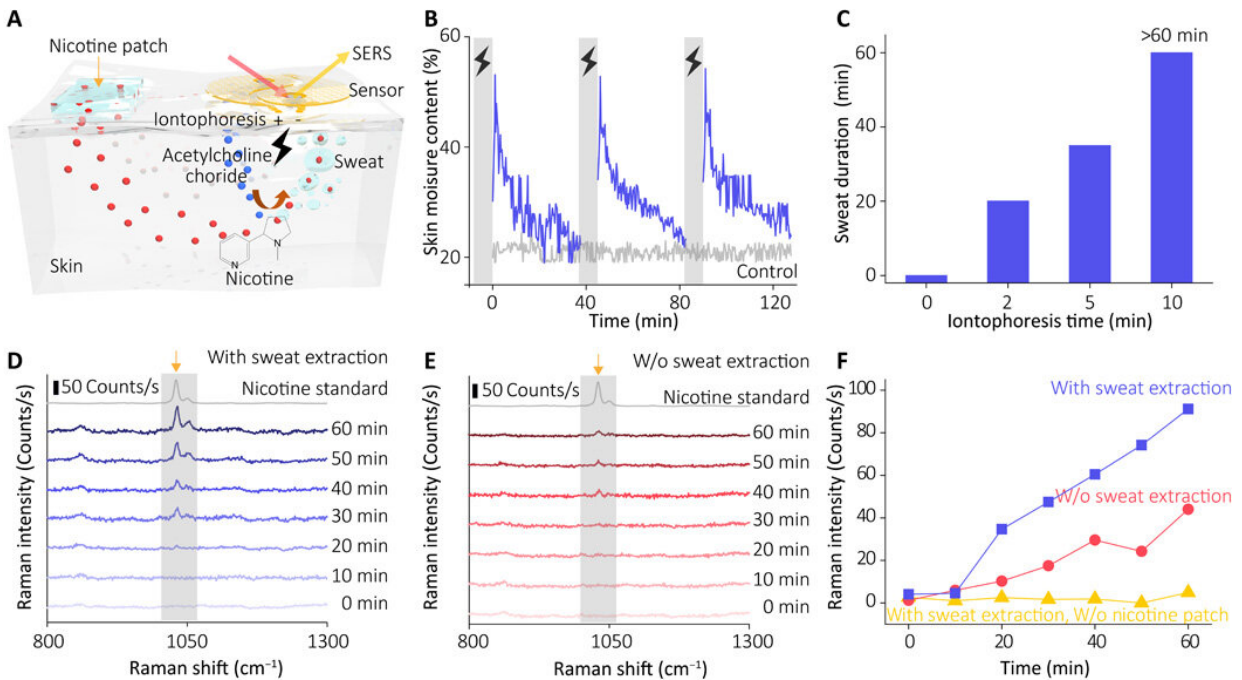 A
Nicotine patch
SERS
Sensor
Iontophoresis + -
Acetylcholine
choride
Sweat
Skin
N
N
Nicotine
B
Skin moisure content (%)
60
50
40
30
20
Control
0
40
80
120
Time (min)
C
>60 min
Sweat duration (min)
60
40
20
0
0
2
5
10
Iontophoresis time (min)
D
With sweat extraction
50 Counts/s
Nicotine standard
60 min
50 min
40 min
30 min
20 min
10 min
0 min
Raman intensity (Counts/s)
800
1050
1300
Raman shift (cm⁻¹)
E
W/o sweat extraction
50 Counts/s
Nicotine standard
60 min
50 min
40 min
30 min
20 min
10 min
0 min
Raman intensity (Counts/s)
800
1050
1300
Raman shift (cm⁻¹)
F
Raman intensity (Counts/s)
100
80
60
40
20
0
With sweat extraction
W/o sweat extraction
With sweat extraction, W/o nicotine patch
0
20
40
60
Time (min)